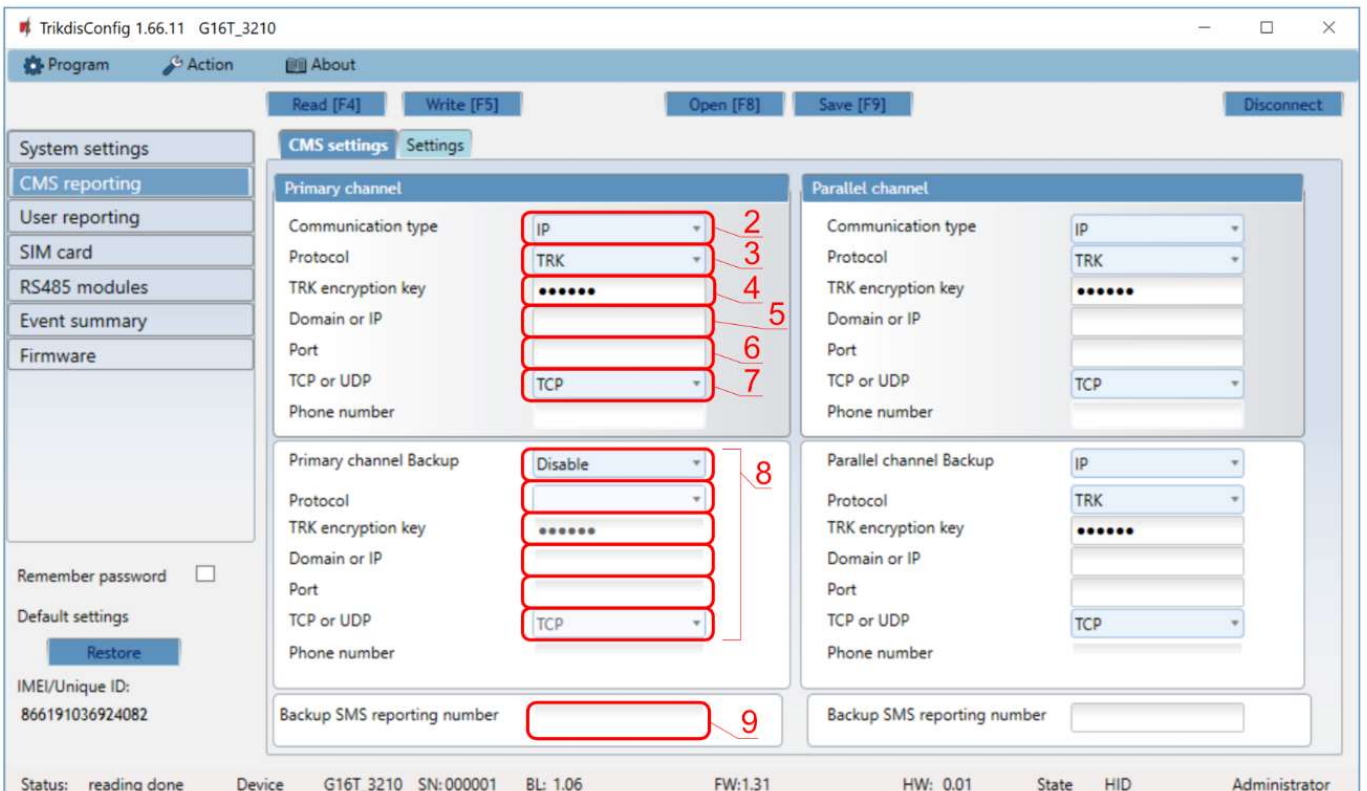 TrikdisConfig 1.66.11 G16T_3210
Program Action About
Read [F4] Write [F5] Open [F8] Save [F9] Disconnect
System settings
CMS reporting
User reporting
SIM card
RS485 modules
Event summary
Firmware
Remember password
Default settings
Restore
IMEI/Unique ID:
866191036924082
CMS settings Settings
Primary channel
Communication type IP 2
Protocol TRK 3
TRK encryption key •••••• 4
Domain or IP 5
Port 6
TCP or UDP TCP 7
Phone number
Primary channel Backup Disable 8
Protocol
TRK encryption key ••••••
Domain or IP
Port
TCP or UDP TCP
Phone number
Backup SMS reporting number 9
Parallel channel
Communication type IP
Protocol TRK
TRK encryption key ••••••
Domain or IP
Port
TCP or UDP TCP
Phone number
Parallel channel Backup IP
Protocol TRK
TRK encryption key ••••••
Domain or IP
Port
TCP or UDP TCP
Phone number
Backup SMS reporting number
Status: reading done Device G16T_3210 SN:000001 BL: 1.06 FW:1.31 HW: 0.01 State HID Administrator